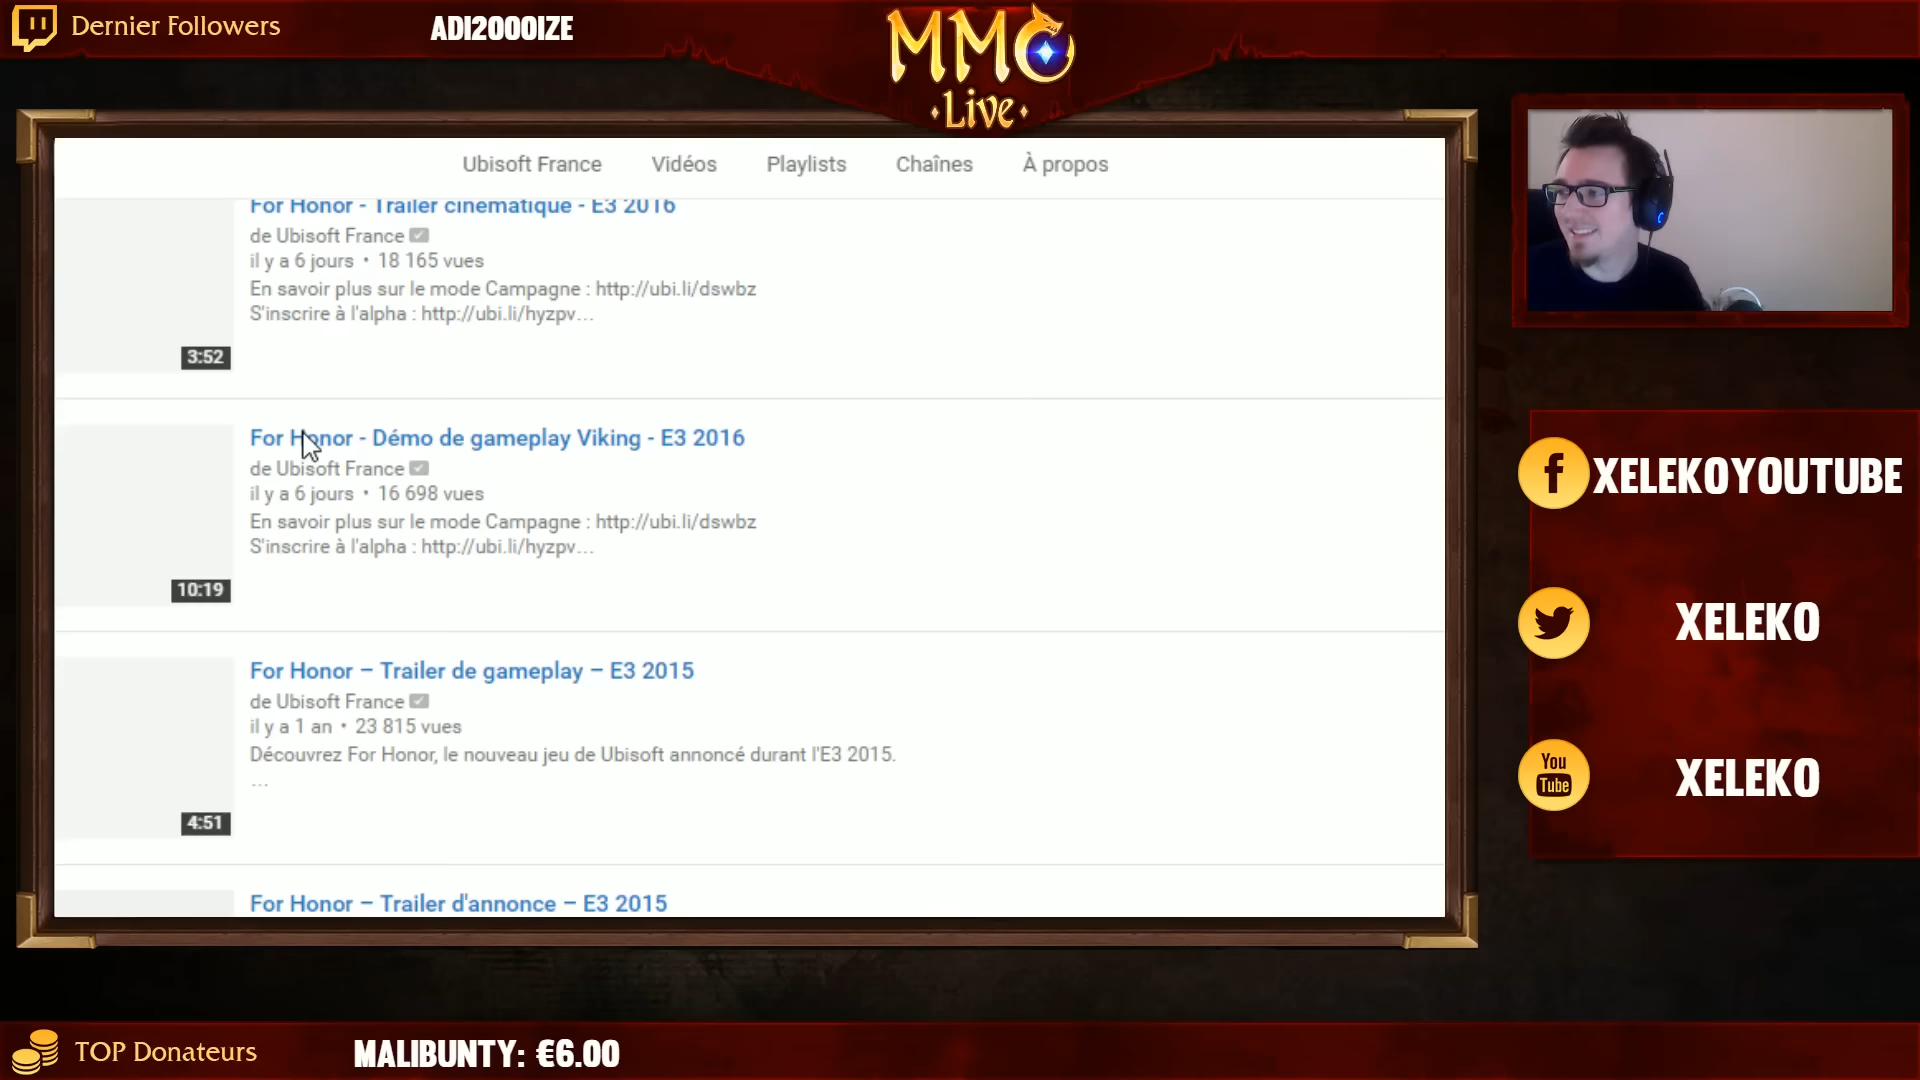 Dernier Followers
ADI2000IZE
MMO
Live
Ubisoft France
Vidéos
Playlists
Chaînes
À propos
For Honor - Trailer cinématique - E3 2016
de Ubisoft France
il y a 6 jours • 18 165 vues
En savoir plus sur le mode Campagne : http://ubi.li/dswbz
S'inscrire à l'alpha : http://ubi.li/hyzpv...
3:52
For Honor - Démo de gameplay Viking - E3 2016
de Ubisoft France
il y a 6 jours • 16 698 vues
En savoir plus sur le mode Campagne : http://ubi.li/dswbz
S'inscrire à l'alpha : http://ubi.li/hyzpv...
10:19
For Honor – Trailer de gameplay – E3 2015
de Ubisoft France
il y a 1 an • 23 815 vues
Découvrez For Honor, le nouveau jeu de Ubisoft annoncé durant l'E3 2015.
...
4:51
For Honor – Trailer d'annonce – E3 2015
f
XELEKOYOUTUBE
XELEKO
You
Tube
XELEKO
TOP Donateurs
MALIBUNTY: €6.00